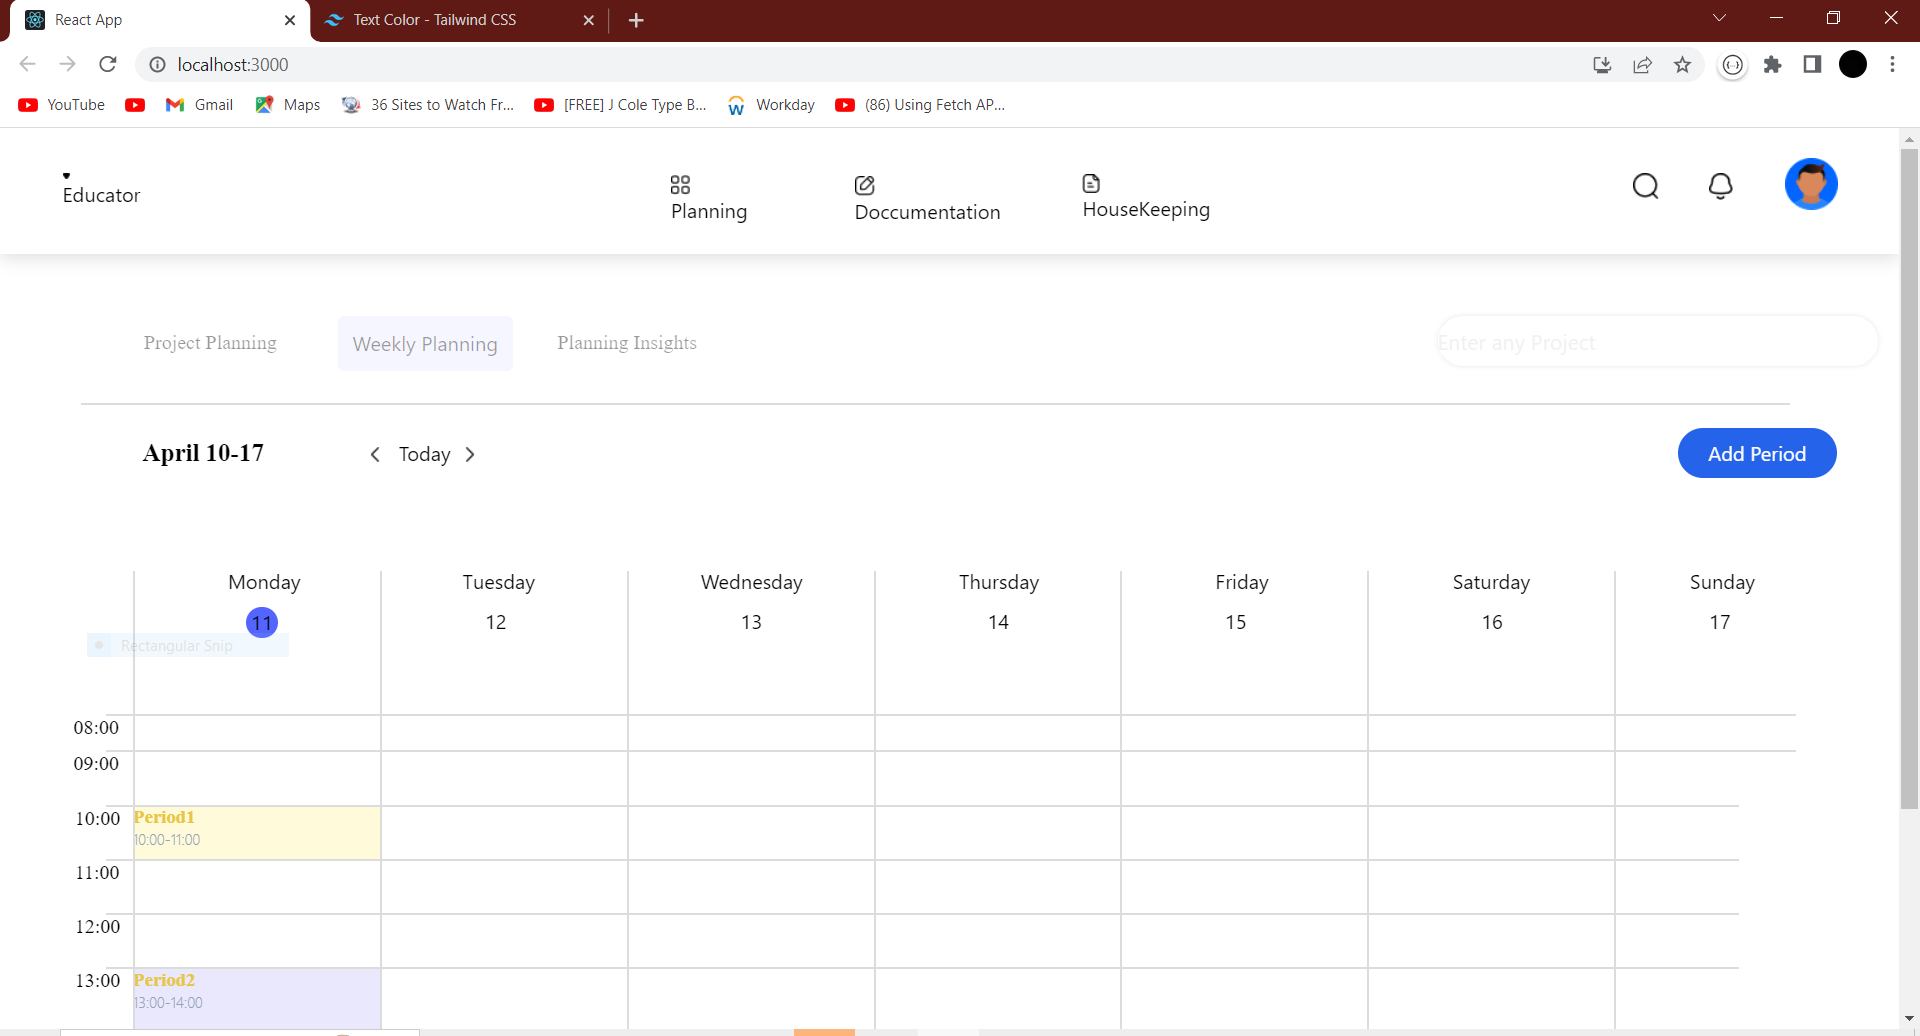 React App
Text Color - Tailwind CSS
localhost:3000
YouTube
Gmail
Maps
36 Sites to Watch Fr...
[FREE] J Cole Type B...
Workday
(86) Using Fetch AP...
Educator
Planning
Doccumentation
HouseKeeping
Project Planning
Weekly Planning
Planning Insights
Enter any Project
April 10-17
Today
Add Period
Monday Tuesday Wednesday Thursday Friday Saturday Sunday
11 12 13 14 15 16 17
Rectangular Snip
08:00
09:00
10:00 Period1
10:00-11:00
11:00
12:00
13:00 Period2
13:00-14:00